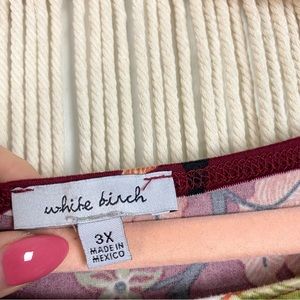 white birch
3X
MADE IN
MEXICO